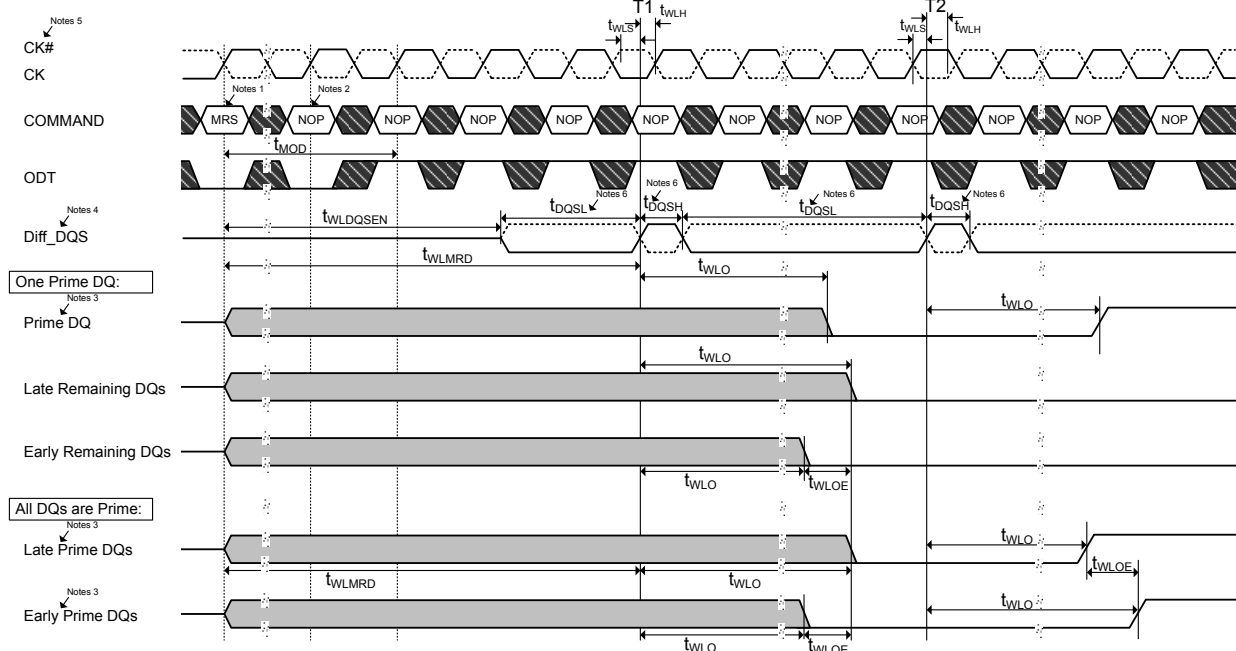 T1 T2
Notes 5 tWLS tWLH tWLS tWLH
CK#
CK
Notes 1 Notes 2
COMMAND MRS NOP NOP NOP NOP NOP NOP NOP NOP NOP NOP NOP
tMOD
ODT
Notes 6 Notes 6 Notes 6 Notes 6
Notes 4 tWLDQSEN tDQSL tDQSH tDQSL tDQSH
Diff_DQS
tWLMRD
One Prime DQ: tWLO
Notes 3 tWLO
Prime DQ
tWLO
Late Remaining DQs
Early Remaining DQs
tWLO tWLOE
All DQs are Prime:
Notes 3
Late Prime DQs tWLO
tWLMRD tWLO tWLOE
Notes 3
Early Prime DQs tWLO
tWLO tWLOE